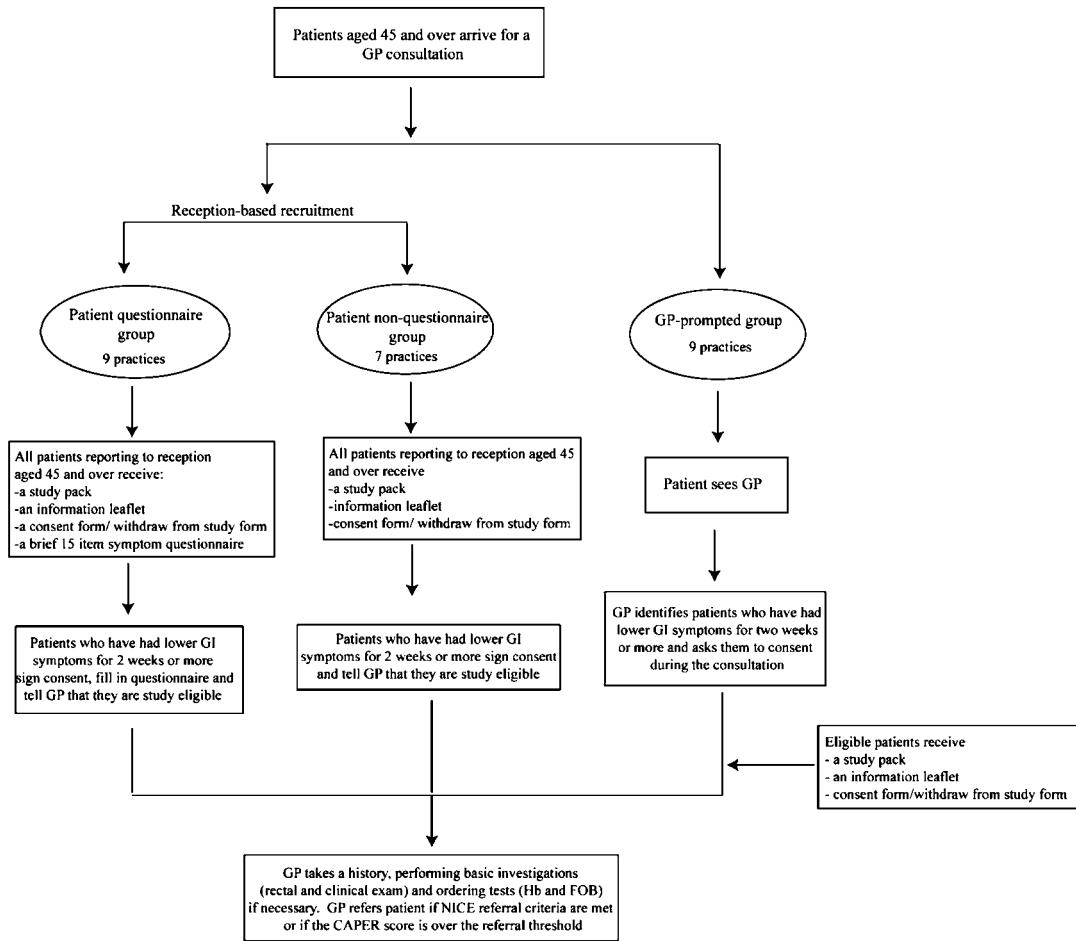 Patients aged 45 and over arrive for a
GP consultation
Reception-based recruitment
Patient questionnaire
group
9 practices
Patient non-questionnaire
group
7 practices
GP-prompted group
9 practices
All patients reporting to reception
aged 45 and over receive:
-a study pack
-an information leaflet
-a consent form/ withdraw from study form
-a brief 15 item symptom questionnaire
All patients reporting to reception aged 45
and over receive
-a study pack
-information leaflet
-consent form/ withdraw from study form
Patient sees GP
Patients who have had lower GI
symptoms for 2 weeks or more
sign consent, fill in questionnaire and
tell GP that they are study eligible
Patients who have had lower GI
symptoms for 2 weeks or more sign consent
and tell GP that they are study eligible
GP identifies patients who have had
lower GI symptoms for two weeks
or more and asks them to consent
during the consultation
Eligible patients receive
- a study pack
- an information leaflet
- consent form/withdraw from study form
GP takes a history, performing basic investigations
(rectal and clinical exam) and ordering tests (Hb and FOB)
if necessary. GP refers patient if NICE referral criteria are met
or if the CAPER score is over the referral threshold